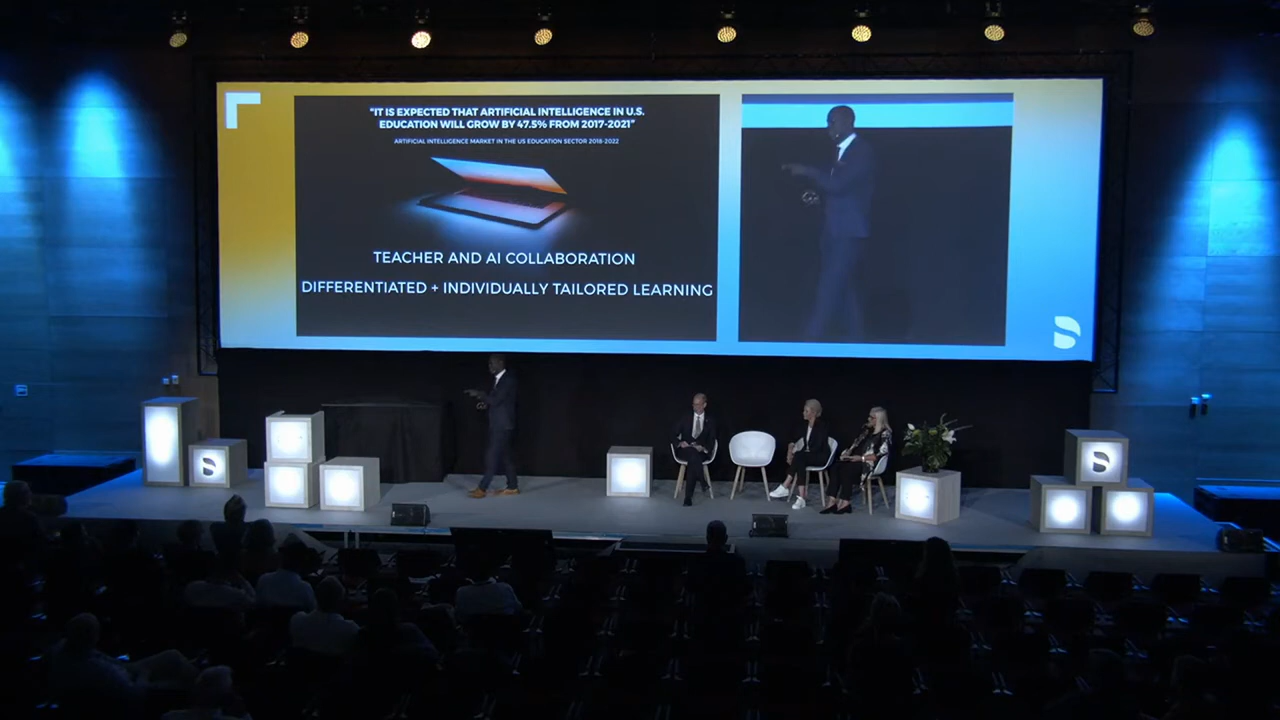 "IT IS EXPECTED THAT ARTIFICIAL INTELLIGENCE IN U.S.
EDUCATION WILL GROW BY 47.5% FROM 2017-2021"
ARTIFICIAL INTELLIGENCE MARKET IN THE US EDUCATION SECTOR 2018-2022
TEACHER AND AI COLLABORATION
DIFFERENTIATED + INDIVIDUALLY TAILORED LEARNING